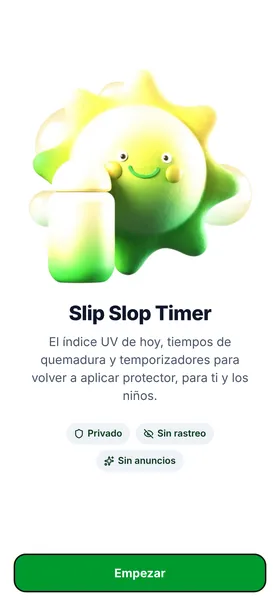 Slip Slop Timer
El índice UV de hoy, tiempos de
quemadura y temporizadores para
volver a aplicar protector, para ti y los
niños.
Privado
Sin rastreo
Sin anuncios
Empezar